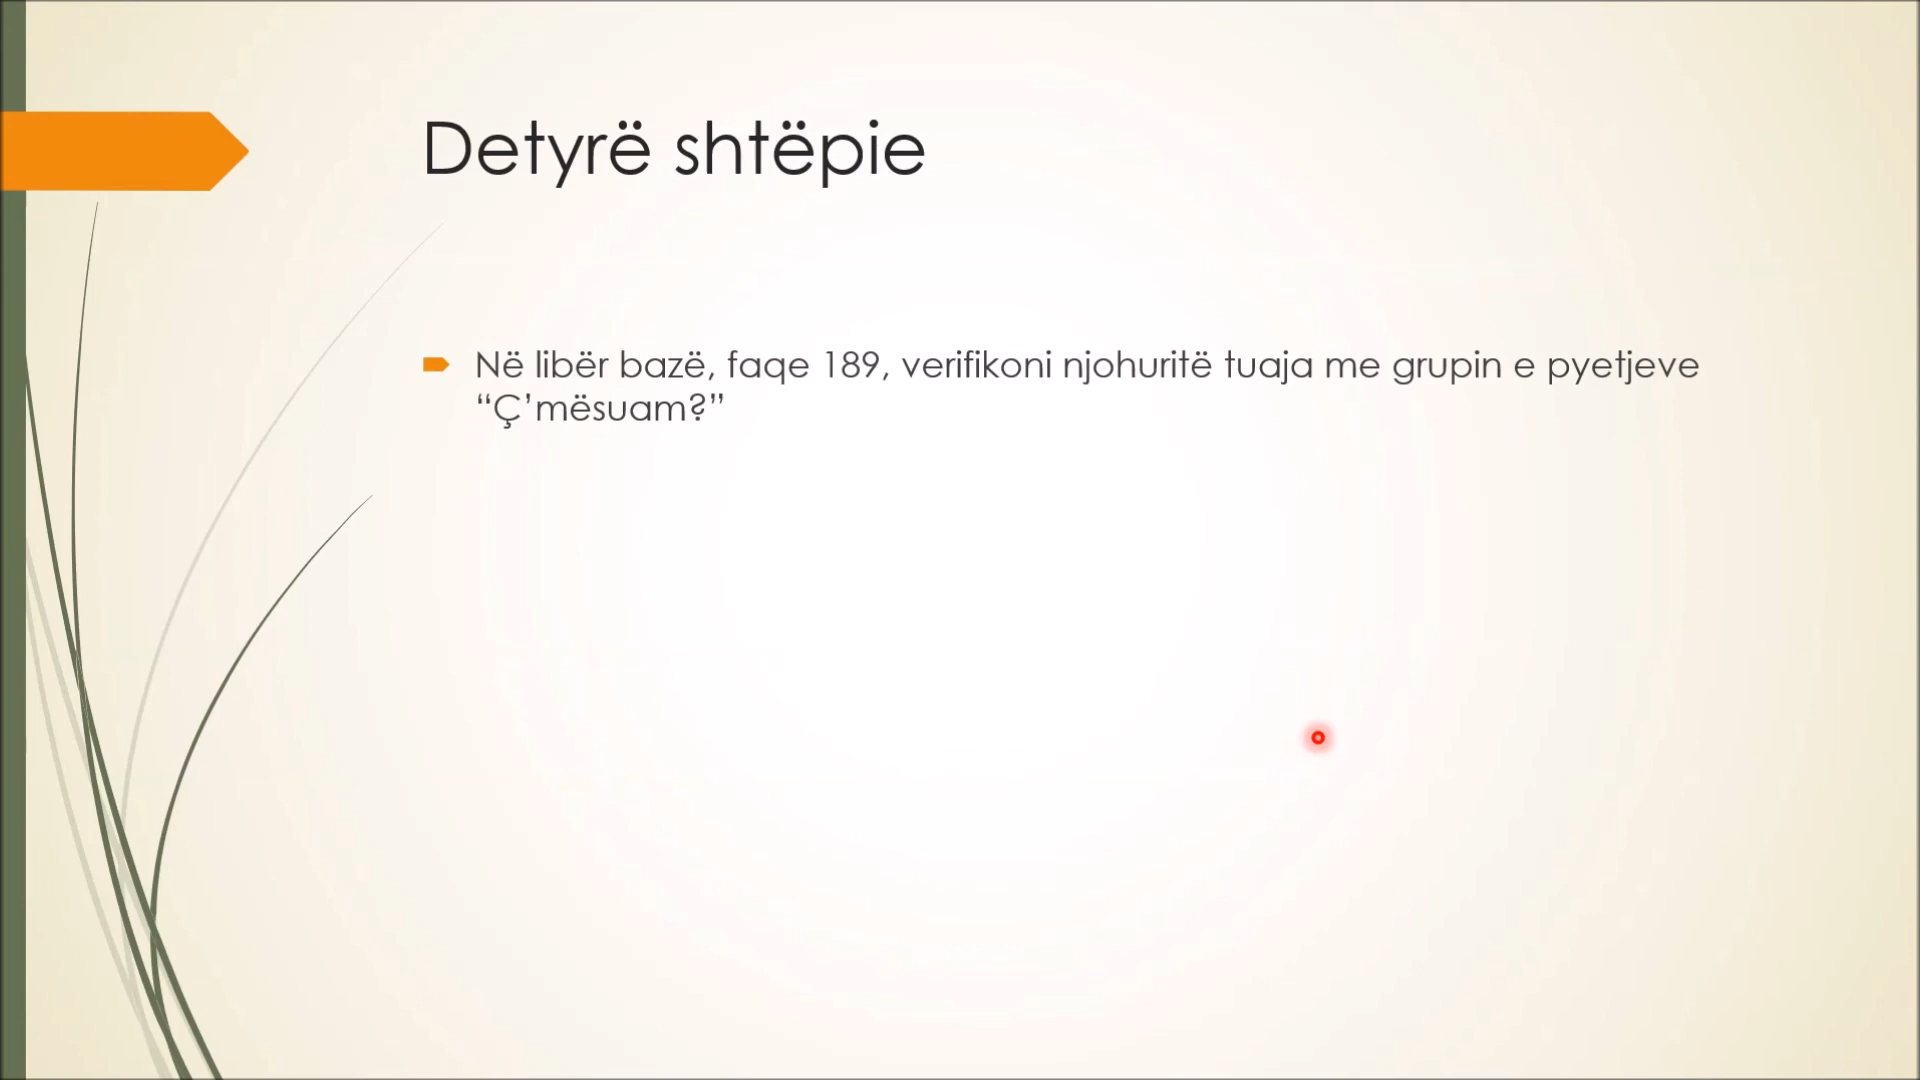 Detyrë shtëpie
Në libër bazë, faqe 189, verifikoni njohuritë tuaja me grupin e pyetjeve
“Ç’mësuam?”